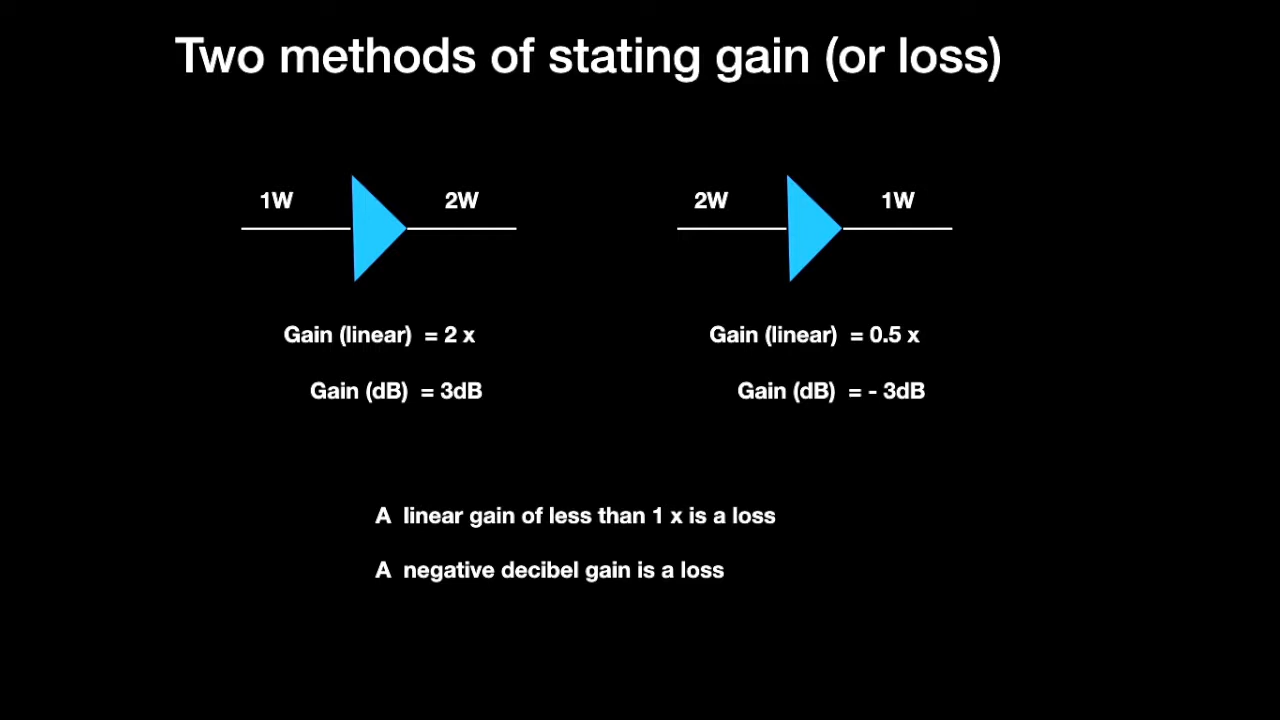 Two methods of stating gain (or loss)
1W
2W
2W
1W
Gain (linear) = 2 x
Gain (linear) = 0.5 x
Gain (dB) = 3dB
Gain (dB) = - 3dB
A linear gain of less than 1 x is a loss
A negative decibel gain is a loss